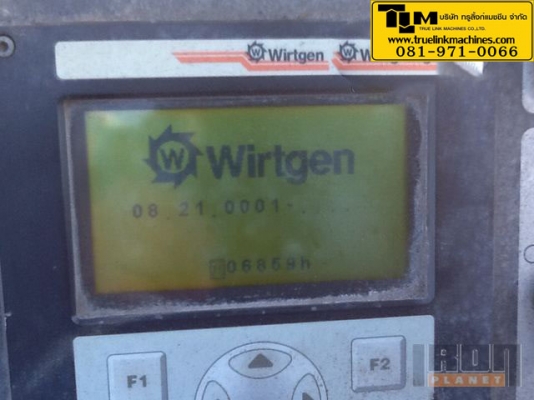 TLM
บริษัท ทรูลิ้งก์แมชชีน จำกัด
TRUE LINK MACHINES CO.,LTD.
www.truelinkmachines.com
081-971-0066
Wirtgen
Wirtgen
08.21.0001
06859h
F1
F2
IRON
PLANET